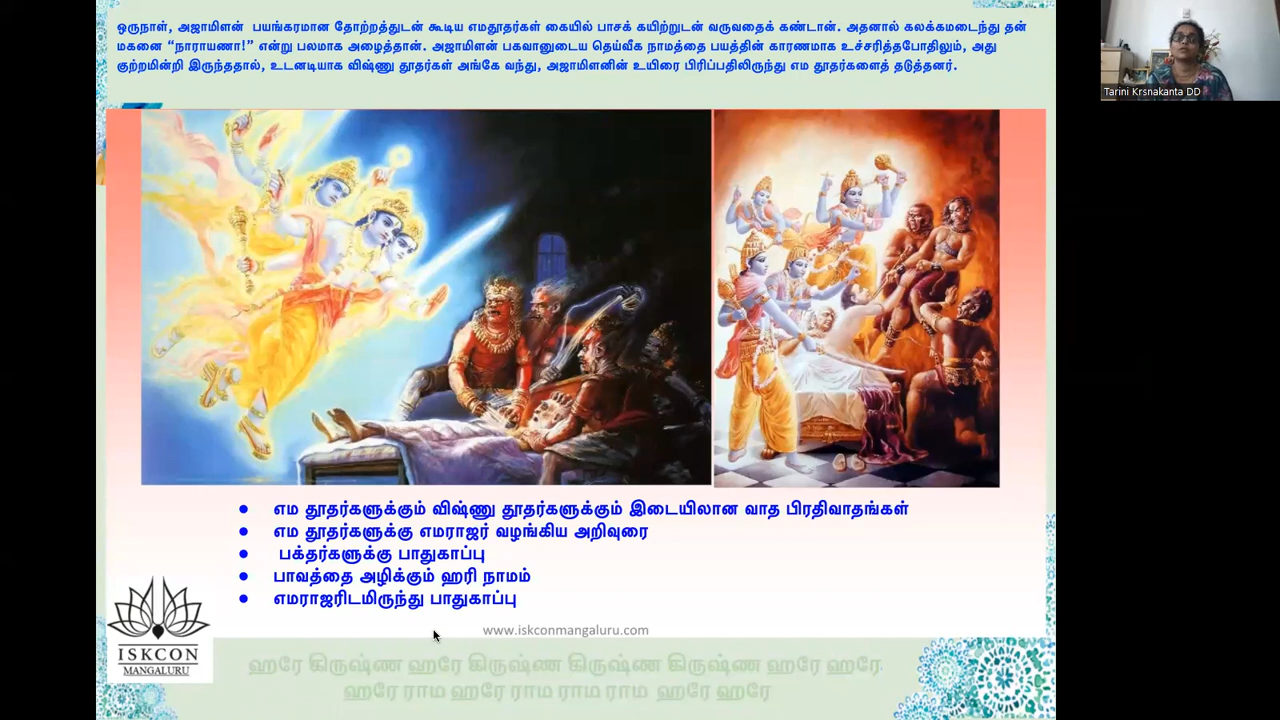 ஒருநாள், அஜாமிளன் பயங்கரமான தோற்றத்துடன் கூடிய எமதூதர்கள் கையில் பாசக் கயிற்றுடன் வருவதைக் கண்டான். அதனால் கலக்கமடைந்து தன்
மகனை “நாராயணா!” என்று பலமாக அழைத்தான். அஜாமிளன் பகவானுடைய தெய்வீக நாமத்தை பயத்தின் காரணமாக உச்சரித்தபோதிலும், அது
குற்றமின்றி இருந்ததால், உடனடியாக விஷ்ணு தூதர்கள் அங்கே வந்து, அஜாமிளனின் உயிரை பிரிப்பதிலிருந்து எம தூதர்களைத் தடுத்தனர்.
Tarini Krsnakanta DD
● எம தூதர்களுக்கும் விஷ்ணு தூதர்களுக்கும் இடையிலான வாத பிரதிவாதங்கள்
● எம தூதர்களுக்கு எமராஜர் வழங்கிய அறிவுரை
● பக்தர்களுக்கு பாதுகாப்பு
● பாவத்தை அழிக்கும் ஹரி நாமம்
● எமராஜரிடமிருந்து பாதுகாப்பு
www.iskconmangaluru.com
ISKCON
MANGALURU
ஹரே கிருஷ்ண ஹரே கிருஷ்ண கிருஷ்ண கிருஷ்ண ஹரே ஹரே
ஹரே ராம ஹரே ராம ராம ராம ஹரே ஹரே